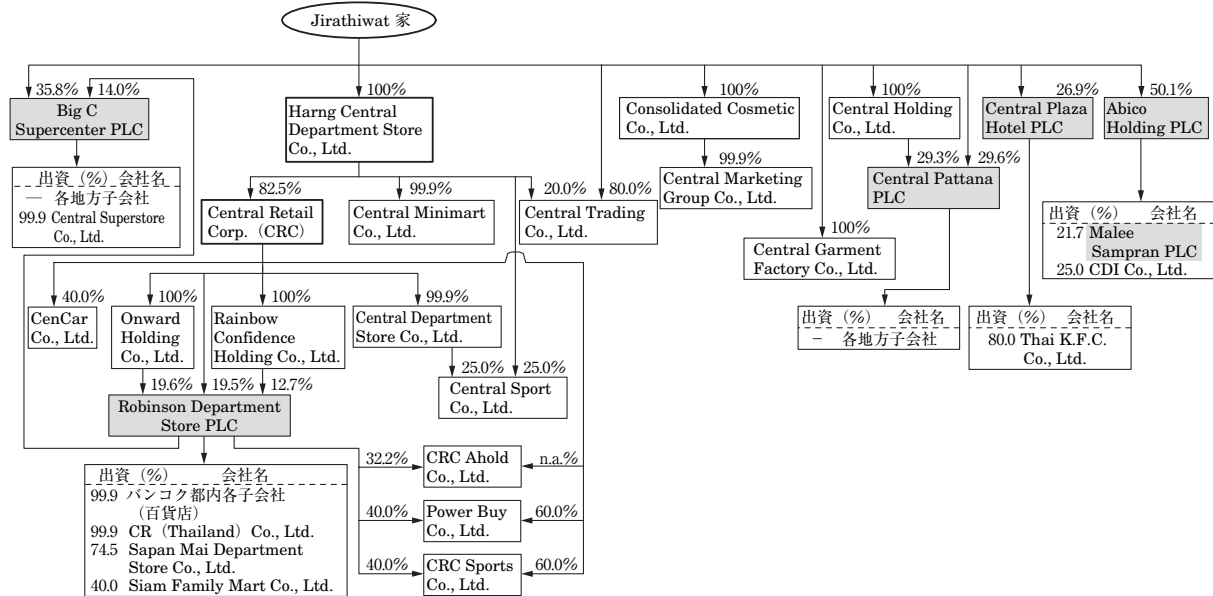 Jirathiwat 家
35.8%
14.0%
Big C
Supercenter PLC
出資（%）会社名
— 各地方子会社
99.9 Central Superstore
Co., Ltd.
100%
Harng Central
Department Store
Co., Ltd.
82.5%
Central Retail
Corp.（CRC）
99.9%
Central Minimart
Co., Ltd.
20.0%
80.0%
Central Trading
Co., Ltd.
100%
Consolidated Cosmetic
Co., Ltd.
99.9%
Central Marketing
Group Co., Ltd.
100%
Central Garment
Factory Co., Ltd.
100%
Central Holding
Co., Ltd.
29.3%
29.6%
Central Pattana
PLC
出資（%） 会社名
− 各地方子会社
26.9%
Central Plaza
Hotel PLC
出資（%） 会社名
80.0 Thai K.F.C.
Co., Ltd.
50.1%
Abico
Holding PLC
出資（%） 会社名
21.7 Malee
Sampran PLC
25.0 CDI Co., Ltd.
40.0%
CenCar
Co., Ltd.
100%
Onward
Holding
Co., Ltd.
100%
Rainbow
Confidence
Holding Co., Ltd.
99.9%
Central Department
Store Co., Ltd.
25.0%
25.0%
Central Sport
Co., Ltd.
19.6%
19.5%
12.7%
Robinson Department
Store PLC
出資（%） 会社名
99.9 バンコク都内各子会社
（百貨店）
99.9 CR（Thailand）Co., Ltd.
74.5 Sapan Mai Department
Store Co., Ltd.
40.0 Siam Family Mart Co., Ltd.
32.2%
CRC Ahold
Co., Ltd.
n.a.%
40.0%
Power Buy
Co., Ltd.
60.0%
40.0%
CRC Sports
Co., Ltd.
60.0%